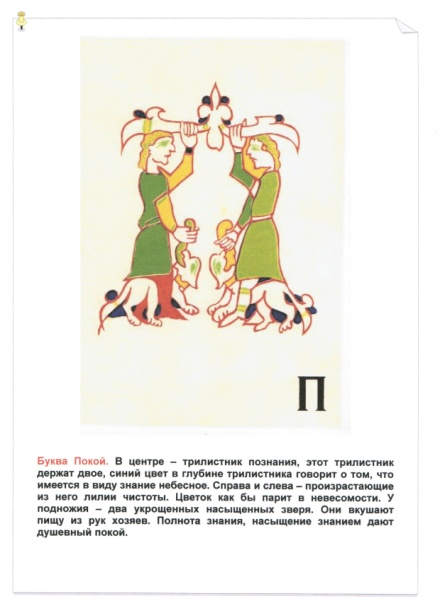 П
Буква Покой. В центре – трилистник познания, этот трилистник
держат двое, синий цвет в глубине трилистника говорит о том, что
имеется в виду знание небесное. Справа и слева – произрастающие
из него лилии чистоты. Цветок как бы парит в невесомости. У
подножия – два укрощенных насыщенных зверя. Они вкушают
пищу из рук хозяев. Полнота знания, насыщение знанием дают
душевный покой.